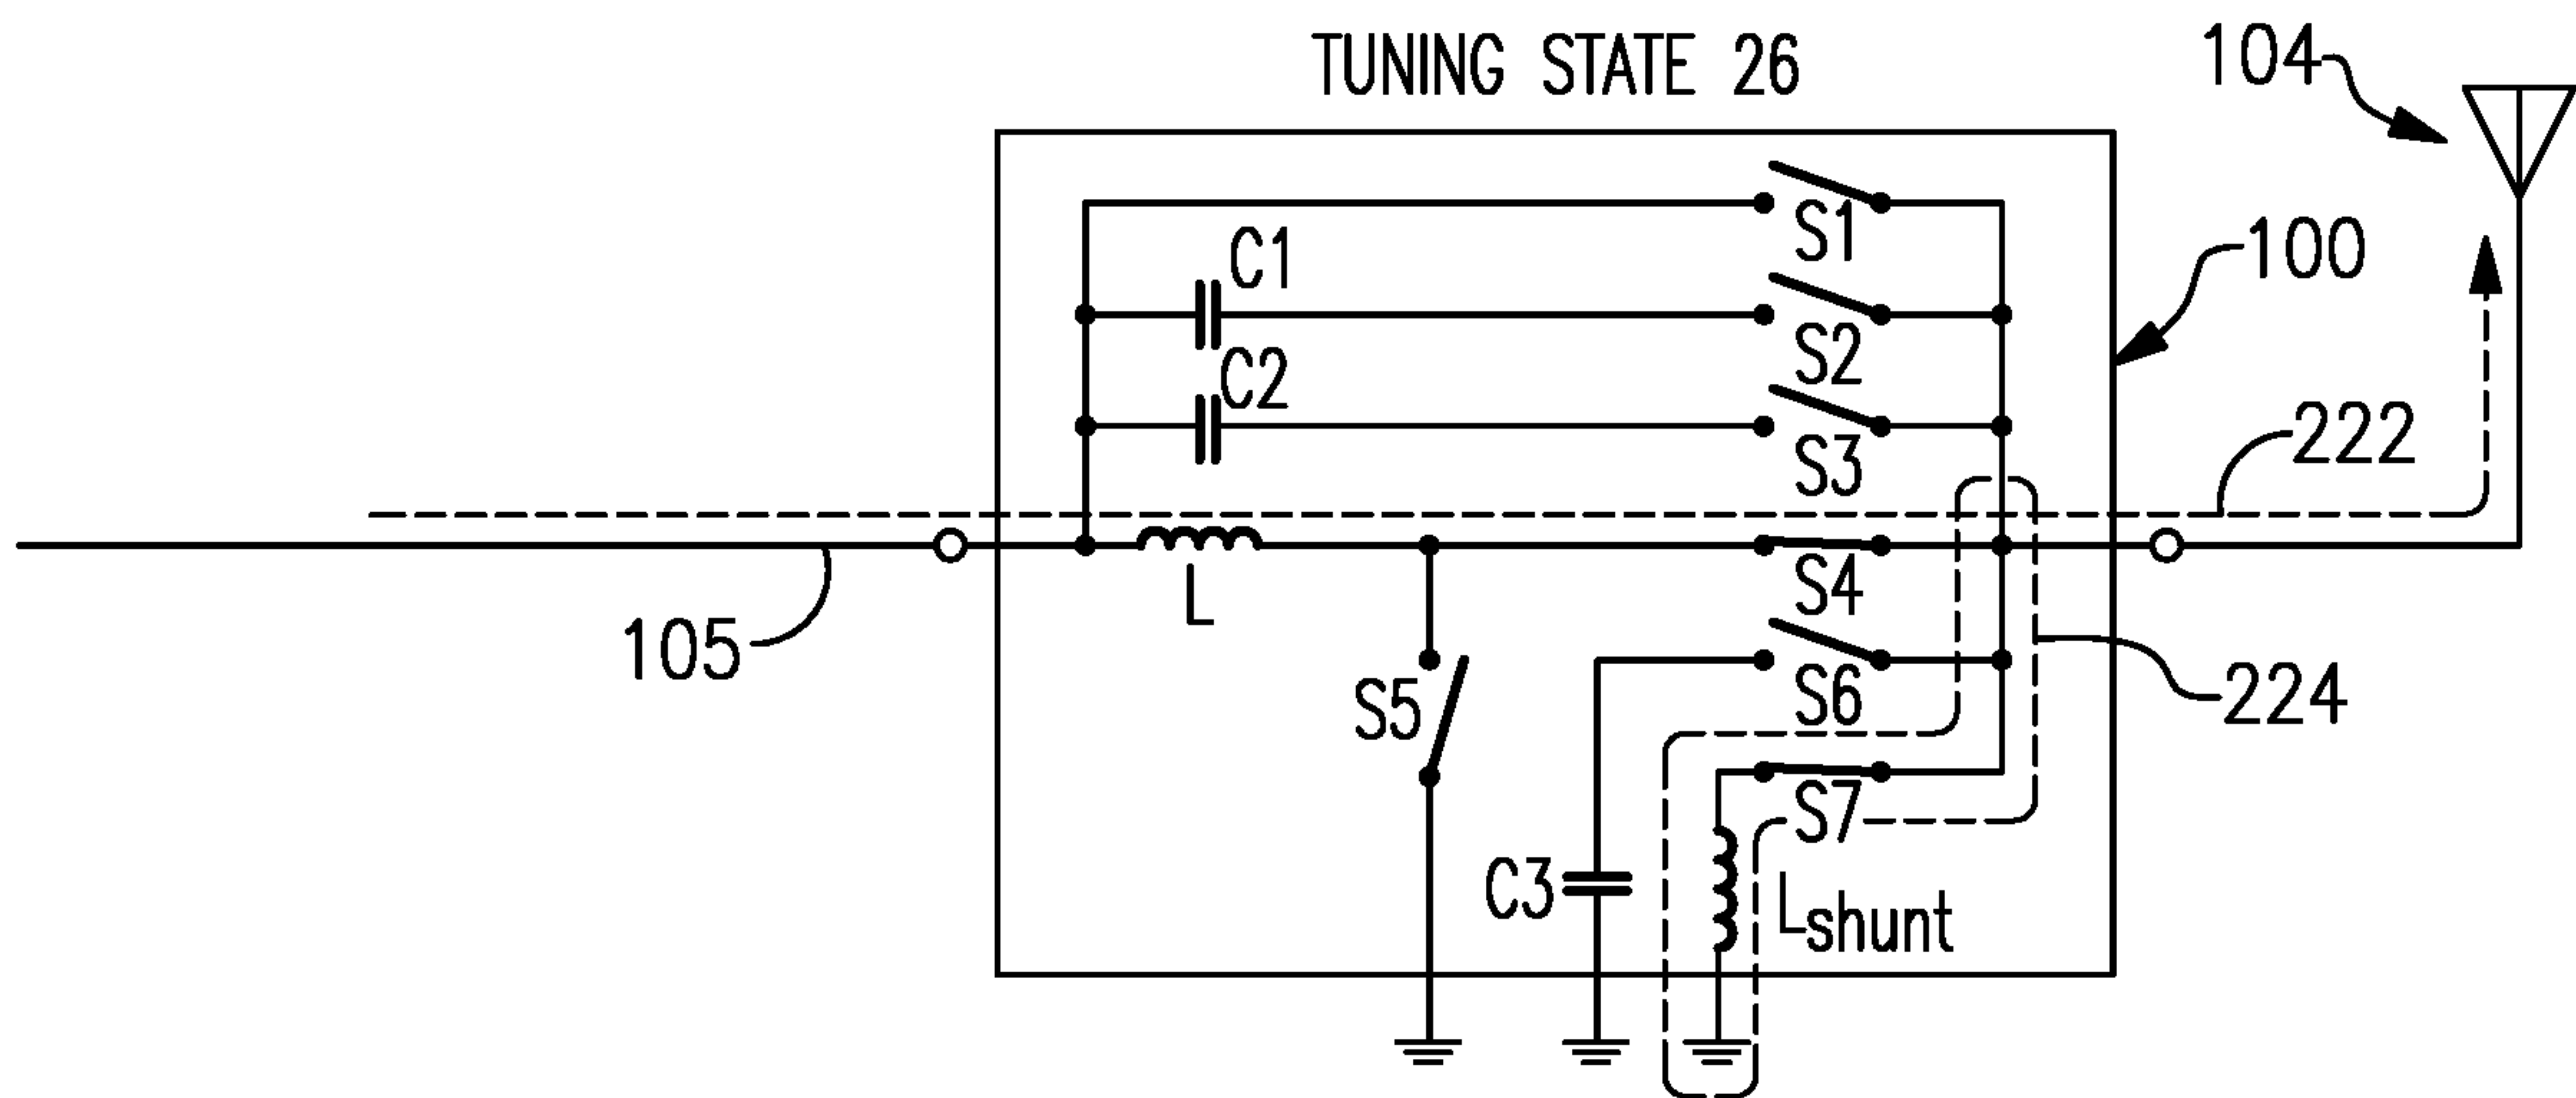 TUNING STATE 26
104
S1
100
C1
S2
C2
S3
222
S4
L
105
S6
S5
224
S7
C3
Lshunt